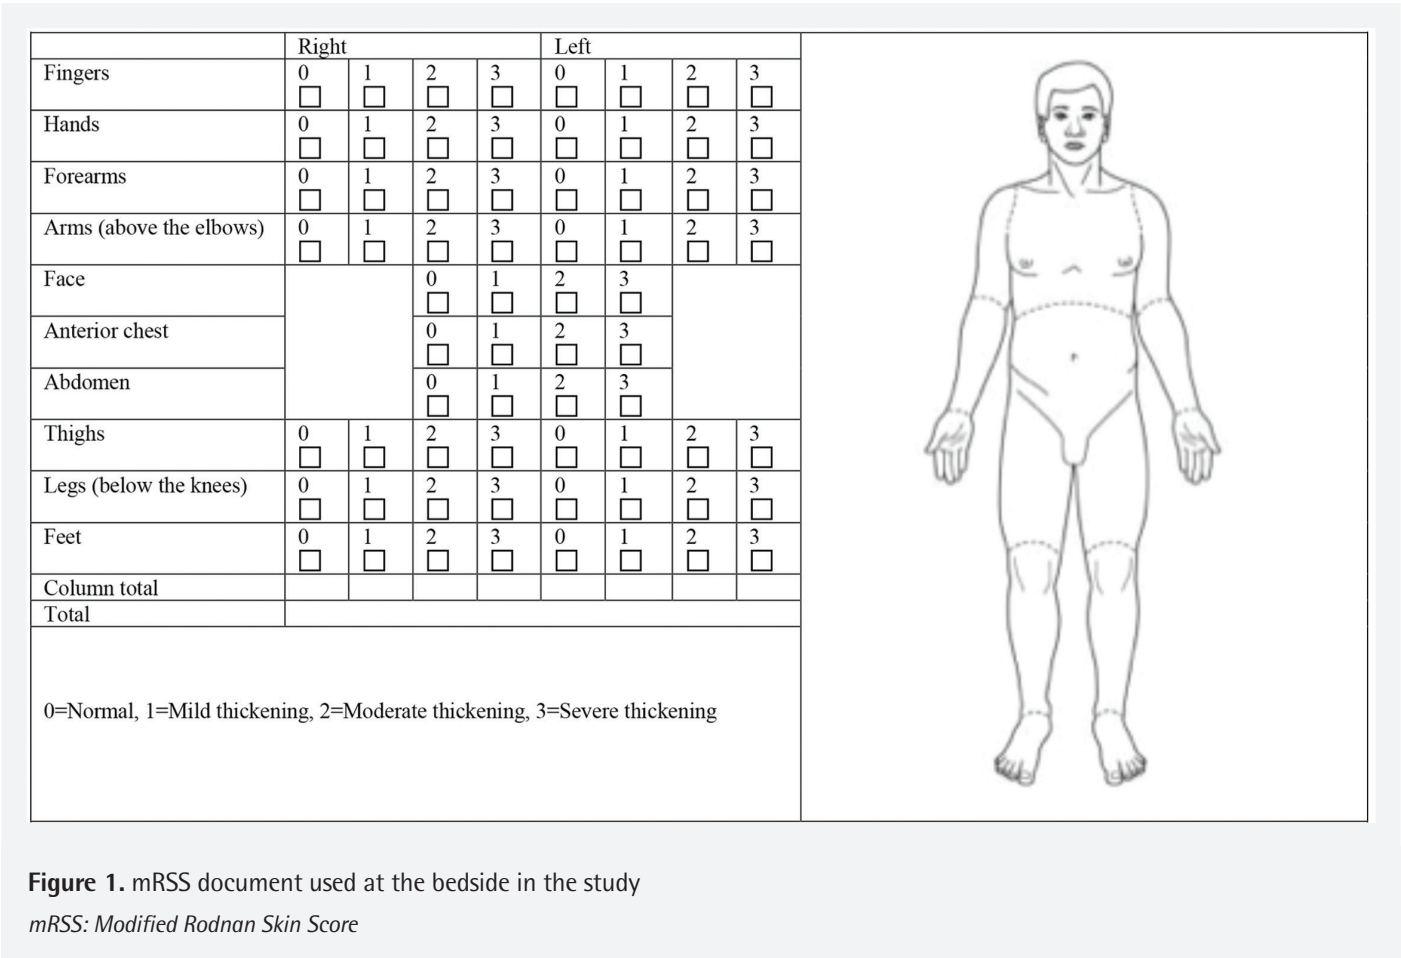 Right Left
Fingers 0 1 2 3 0 1 2 3
Hands 0 1 2 3 0 1 2 3
Forearms 0 1 2 3 0 1 2 3
Arms (above the elbows) 0 1 2 3 0 1 2 3
Face 0 1 2 3
Anterior chest 0 1 2 3
Abdomen 0 1 2 3
Thighs 0 1 2 3 0 1 2 3
Legs (below the knees) 0 1 2 3 0 1 2 3
Feet 0 1 2 3 0 1 2 3
Column total
Total
0=Normal, 1=Mild thickening, 2=Moderate thickening, 3=Severe thickening
Figure 1. mRSS document used at the bedside in the study
mRSS: Modified Rodnan Skin Score